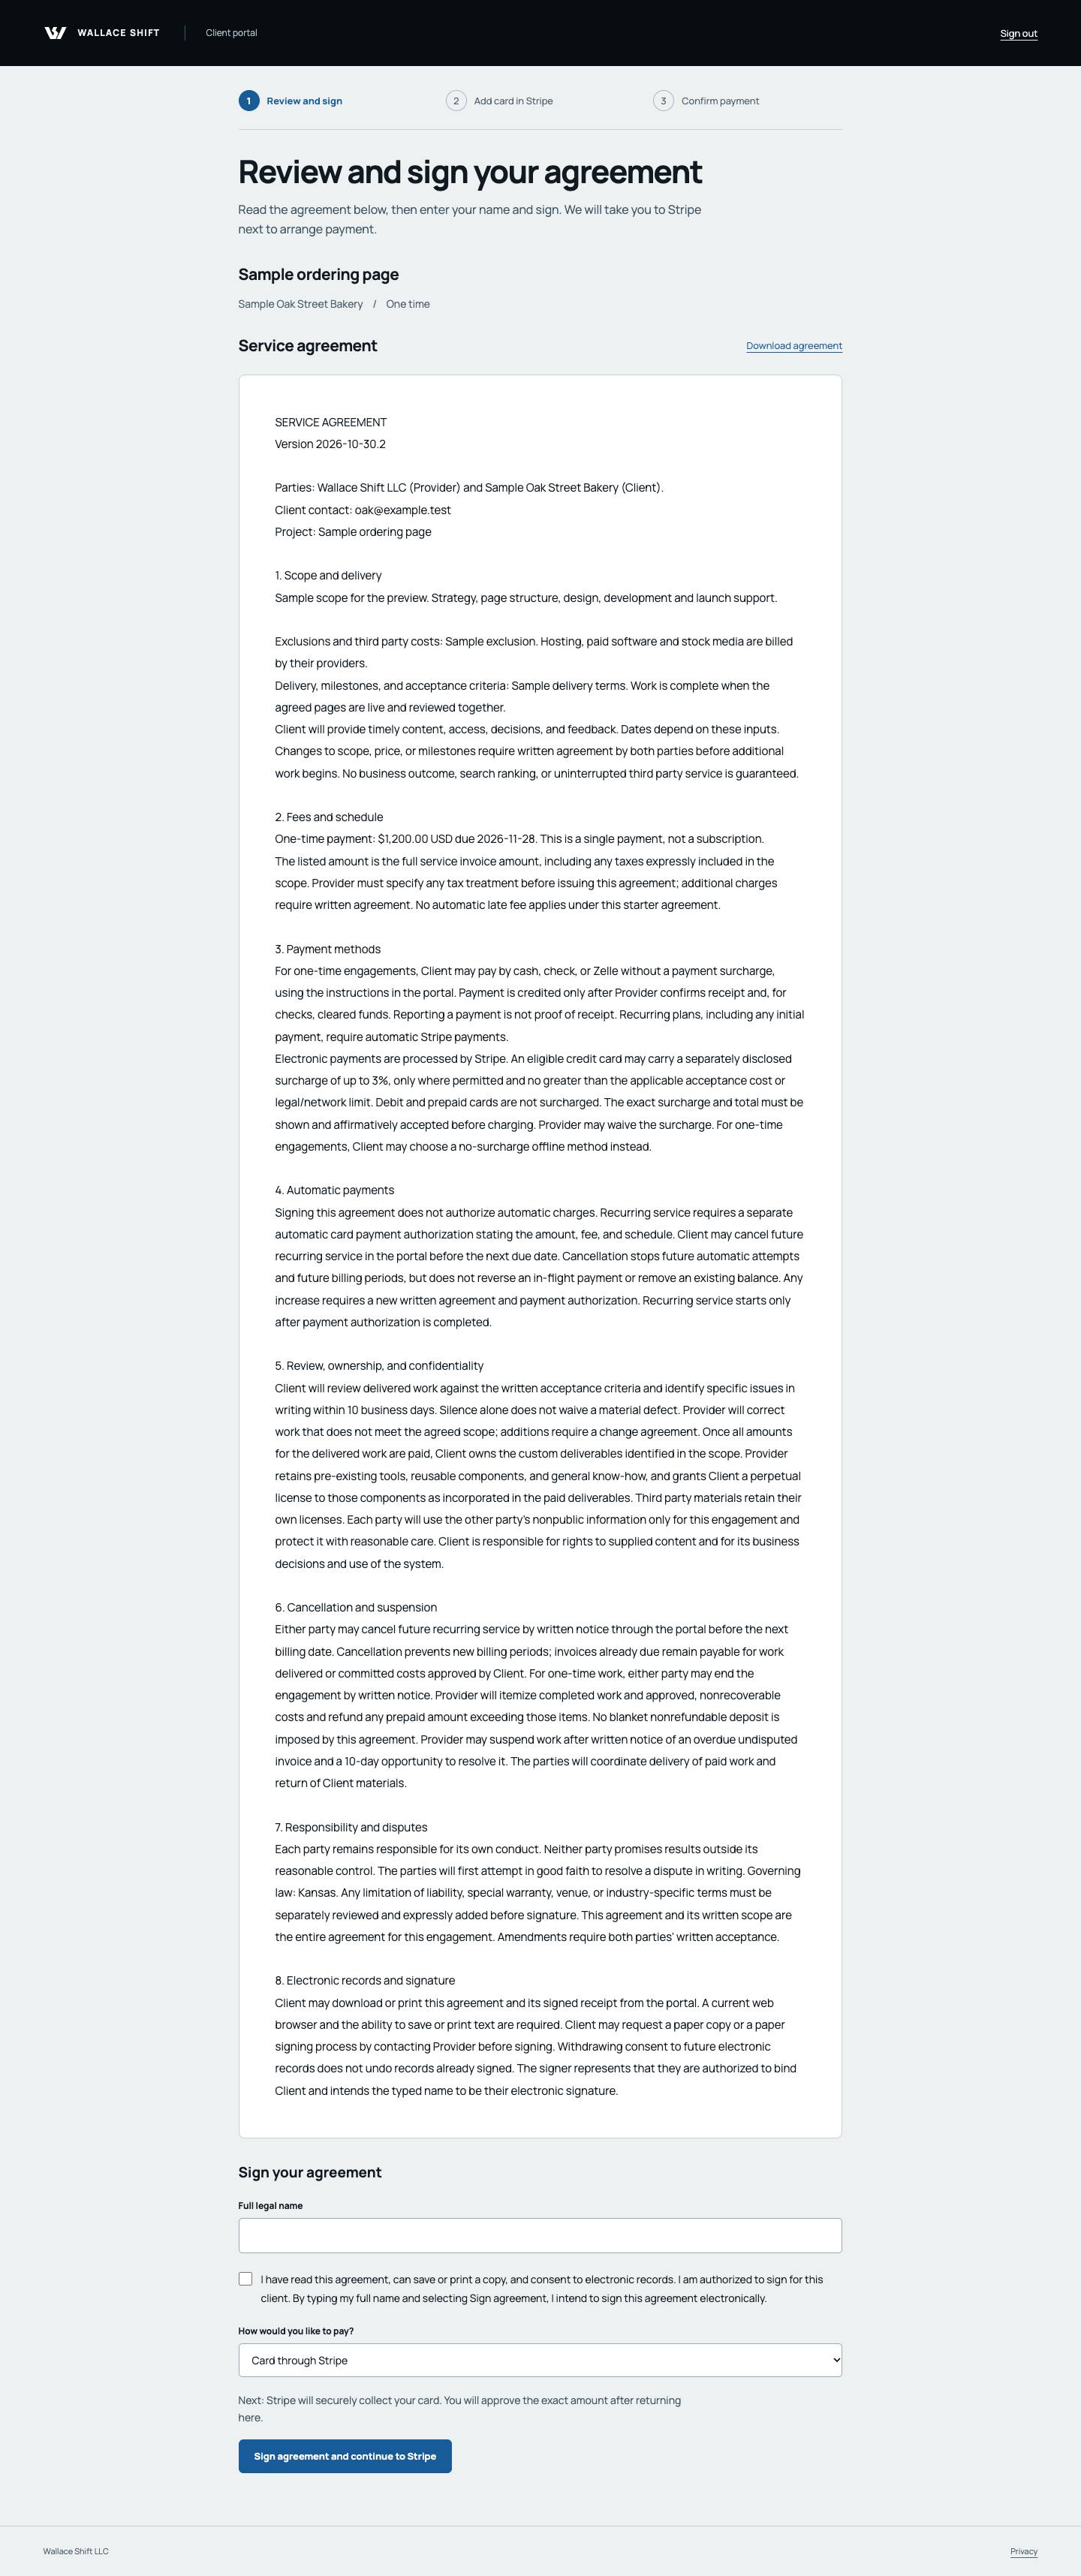 WALLACE SHIFT
Client portal
Sign out
1 Review and sign
2 Add card in Stripe
3 Confirm payment
Review and sign your agreement
Read the agreement below, then enter your name and sign. We will take you to Stripe
next to arrange payment.
Sample ordering page
Sample Oak Street Bakery / One time
Service agreement
Download agreement
SERVICE AGREEMENT
Version 2026-10-30.2
Parties: Wallace Shift LLC (Provider) and Sample Oak Street Bakery (Client).
Client contact: oak@example.test
Project: Sample ordering page
1. Scope and delivery
Sample scope for the preview. Strategy, page structure, design, development and launch support.
Exclusions and third party costs: Sample exclusion. Hosting, paid software and stock media are billed
by their providers.
Delivery, milestones, and acceptance criteria: Sample delivery terms. Work is complete when the
agreed pages are live and reviewed together.
Client will provide timely content, access, decisions, and feedback. Dates depend on these inputs.
Changes to scope, price, or milestones require written agreement by both parties before additional
work begins. No business outcome, search ranking, or uninterrupted third party service is guaranteed.
2. Fees and schedule
One-time payment: $1,200.00 USD due 2026-11-28. This is a single payment, not a subscription.
The listed amount is the full service invoice amount, including any taxes expressly included in the
scope. Provider must specify any tax treatment before issuing this agreement; additional charges
require written agreement. No automatic late fee applies under this starter agreement.
3. Payment methods
For one-time engagements, Client may pay by cash, check, or Zelle without a payment surcharge,
using the instructions in the portal. Payment is credited only after Provider confirms receipt and, for
checks, cleared funds. Reporting a payment is not proof of receipt. Recurring plans, including any initial
payment, require automatic Stripe payments.
Electronic payments are processed by Stripe. An eligible credit card may carry a separately disclosed
surcharge of up to 3%, only where permitted and no greater than the applicable acceptance cost or
legal/network limit. Debit and prepaid cards are not surcharged. The exact surcharge and total must be
shown and affirmatively accepted before charging. Provider may waive the surcharge. For one-time
engagements, Client may choose a no-surcharge offline method instead.
4. Automatic payments
Signing this agreement does not authorize automatic charges. Recurring service requires a separate
automatic card payment authorization stating the amount, fee, and schedule. Client may cancel future
recurring service in the portal before the next due date. Cancellation stops future automatic attempts
and future billing periods, but does not reverse an in-flight payment or remove an existing balance. Any
increase requires a new written agreement and payment authorization. Recurring service starts only
after payment authorization is completed.
5. Review, ownership, and confidentiality
Client will review delivered work against the written acceptance criteria and identify specific issues in
writing within 10 business days. Silence alone does not waive a material defect. Provider will correct
work that does not meet the agreed scope; additions require a change agreement. Once all amounts
for the delivered work are paid, Client owns the custom deliverables identified in the scope. Provider
retains pre-existing tools, reusable components, and general know-how, and grants Client a perpetual
license to those components as incorporated in the paid deliverables. Third party materials retain their
own licenses. Each party will use the other party's nonpublic information only for this engagement and
protect it with reasonable care. Client is responsible for rights to supplied content and for its business
decisions and use of the system.
6. Cancellation and suspension
Either party may cancel future recurring service by written notice through the portal before the next
billing date. Cancellation prevents new billing periods; invoices already due remain payable for work
delivered or committed costs approved by Client. For one-time work, either party may end the
engagement by written notice. Provider will itemize completed work and approved, nonrecoverable
costs and refund any prepaid amount exceeding those items. No blanket nonrefundable deposit is
imposed by this agreement. Provider may suspend work after written notice of an overdue undisputed
invoice and a 10-day opportunity to resolve it. The parties will coordinate delivery of paid work and
return of Client materials.
7. Responsibility and disputes
Each party remains responsible for its own conduct. Neither party promises results outside its
reasonable control. The parties will first attempt in good faith to resolve a dispute in writing. Governing
law: Kansas. Any limitation of liability, special warranty, venue, or industry-specific terms must be
separately reviewed and expressly added before signature. This agreement and its written scope are
the entire agreement for this engagement. Amendments require both parties' written acceptance.
8. Electronic records and signature
Client may download or print this agreement and its signed receipt from the portal. A current web
browser and the ability to save or print text are required. Client may request a paper copy or a paper
signing process by contacting Provider before signing. Withdrawing consent to future electronic
records does not undo records already signed. The signer represents that they are authorized to bind
Client and intends the typed name to be their electronic signature.
Sign your agreement
Full legal name
I have read this agreement, can save or print a copy, and consent to electronic records. I am authorized to sign for this
client. By typing my full name and selecting Sign agreement, I intend to sign this agreement electronically.
How would you like to pay?
Card through Stripe
Next: Stripe will securely collect your card. You will approve the exact amount after returning
here.
Sign agreement and continue to Stripe
Wallace Shift LLC
Privacy